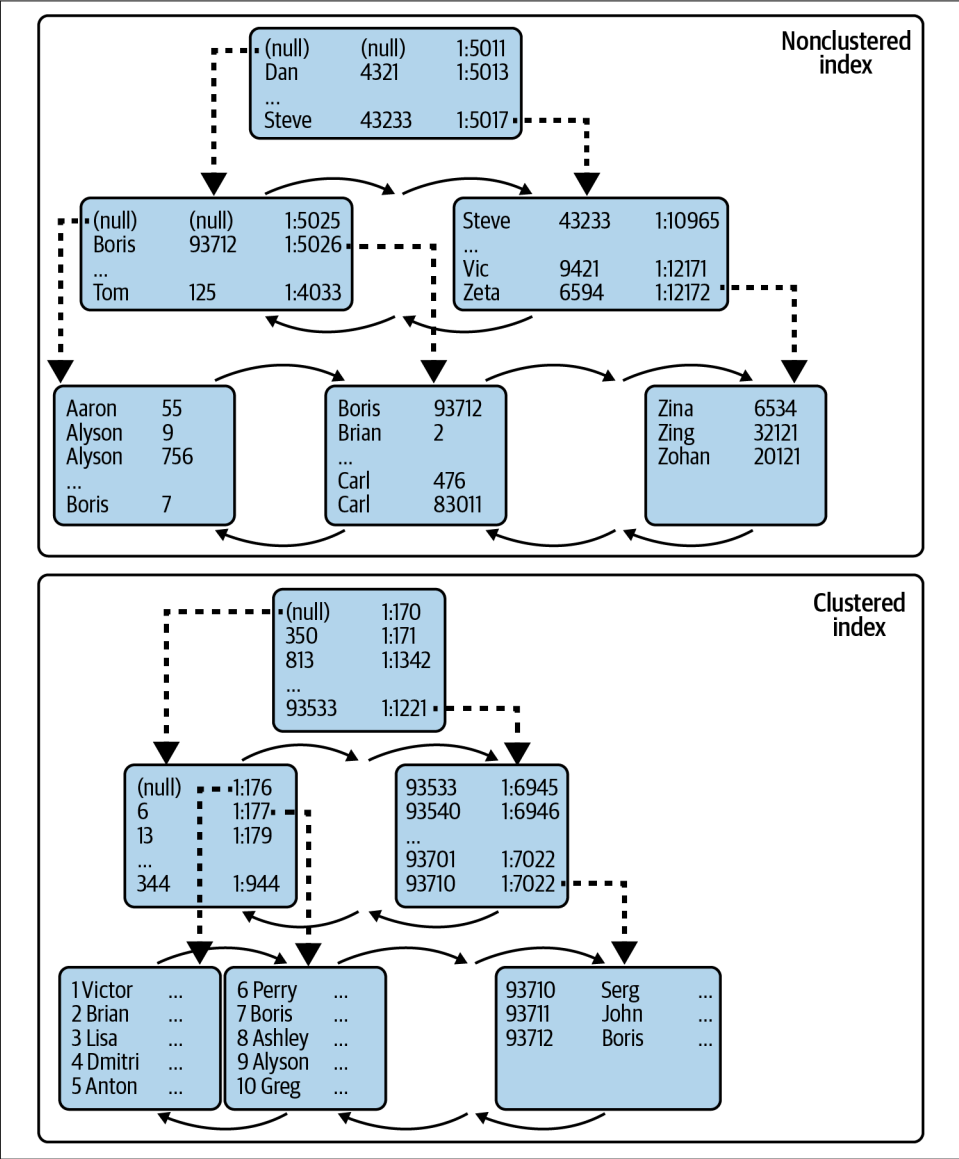 Nonclustered
index
(null) (null) 1:5011
Dan 4321 1:5013
...
Steve 43233 1:5017
(null) (null) 1:5025
Boris 93712 1:5026
...
Tom 125 1:4033
Steve 43233 1:10965
...
Vic 9421 1:12171
Zeta 6594 1:12172
Aaron 55
Alyson 9
Alyson 756
...
Boris 7
Boris 93712
Brian 2
...
Carl 476
Carl 83011
Zina 6534
Zing 32121
Zohan 20121
Clustered
index
(null) 1:170
350 1:171
813 1:1342
...
93533 1:1221
(null) 1:176
6 1:177
13 1:179
...
344 1:944
93533 1:6945
93540 1:6946
...
93701 1:7022
93710 1:7022
1 Victor ...
2 Brian ...
3 Lisa ...
4 Dmitri ...
5 Anton ...
6 Perry ...
7 Boris ...
8 Ashley ...
9 Alyson ...
10 Greg ...
93710 Serg ...
93711 John ...
93712 Boris ...